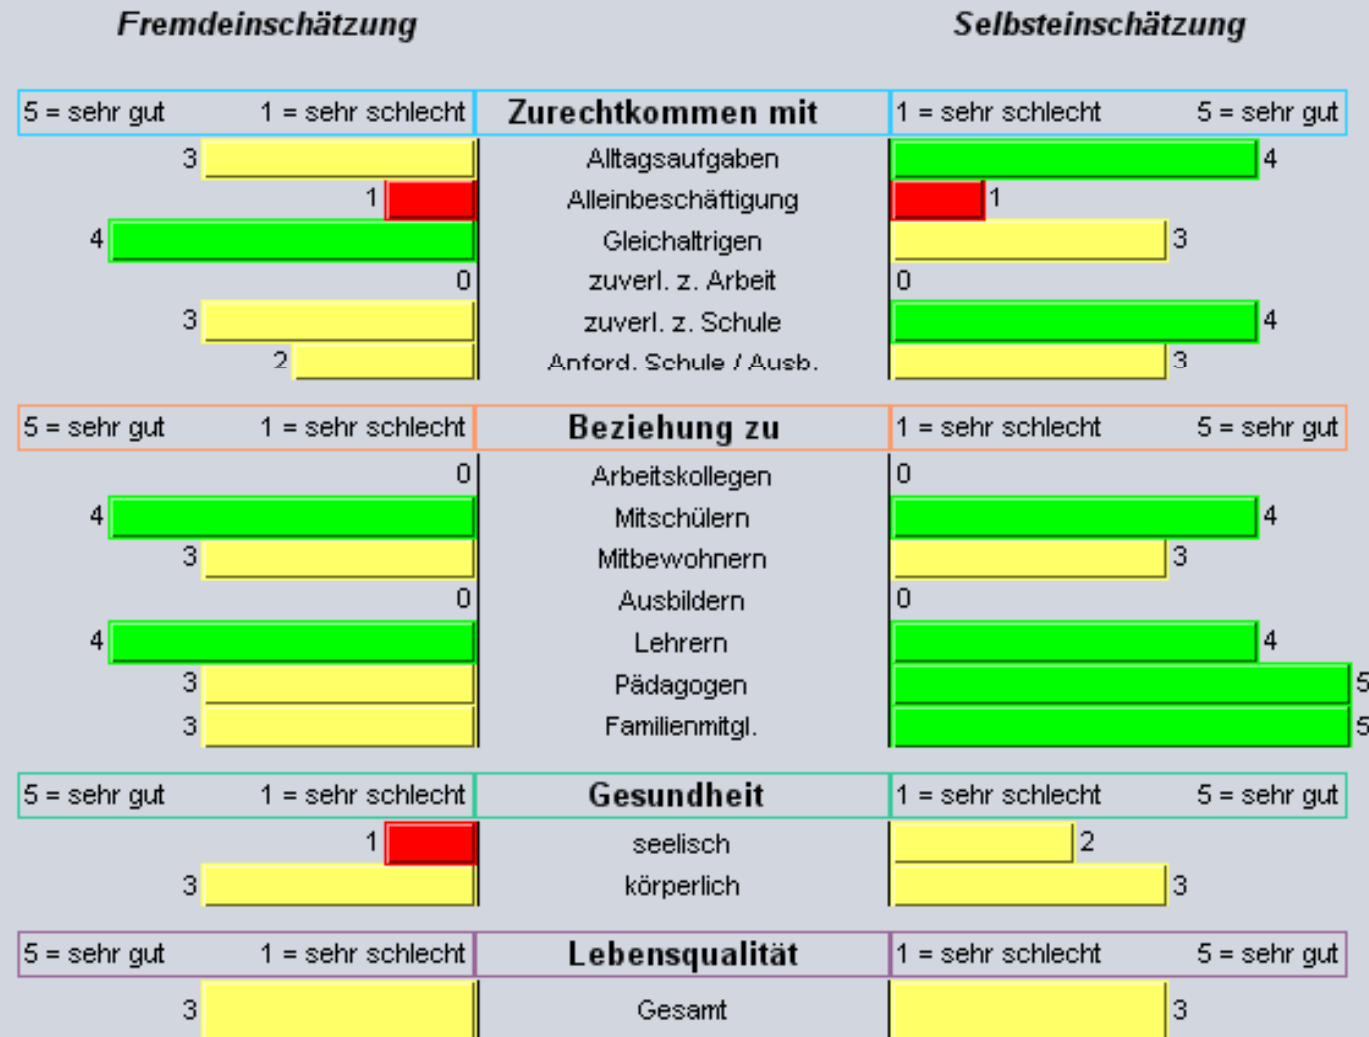 Fremdeinschätzung Selbsteinschätzung
5 = sehr gut 1 = sehr schlecht Zurechtkommen mit 1 = sehr schlecht 5 = sehr gut
3 Alltagsaufgaben 4
1 Alleinbeschäftigung 1
4 Gleichaltrigen 3
0 zuverl. z. Arbeit 0
3 zuverl. z. Schule 4
2 Anford. Schule / Ausb. 3
5 = sehr gut 1 = sehr schlecht Beziehung zu 1 = sehr schlecht 5 = sehr gut
0 Arbeitskollegen 0
4 Mitschülern 4
3 Mitbewohnern 3
0 Ausbildern 0
4 Lehrern 4
3 Pädagogen 5
3 Familienmitgl. 5
5 = sehr gut 1 = sehr schlecht Gesundheit 1 = sehr schlecht 5 = sehr gut
1 seelisch 2
3 körperlich 3
5 = sehr gut 1 = sehr schlecht Lebensqualität 1 = sehr schlecht 5 = sehr gut
3 Gesamt 3